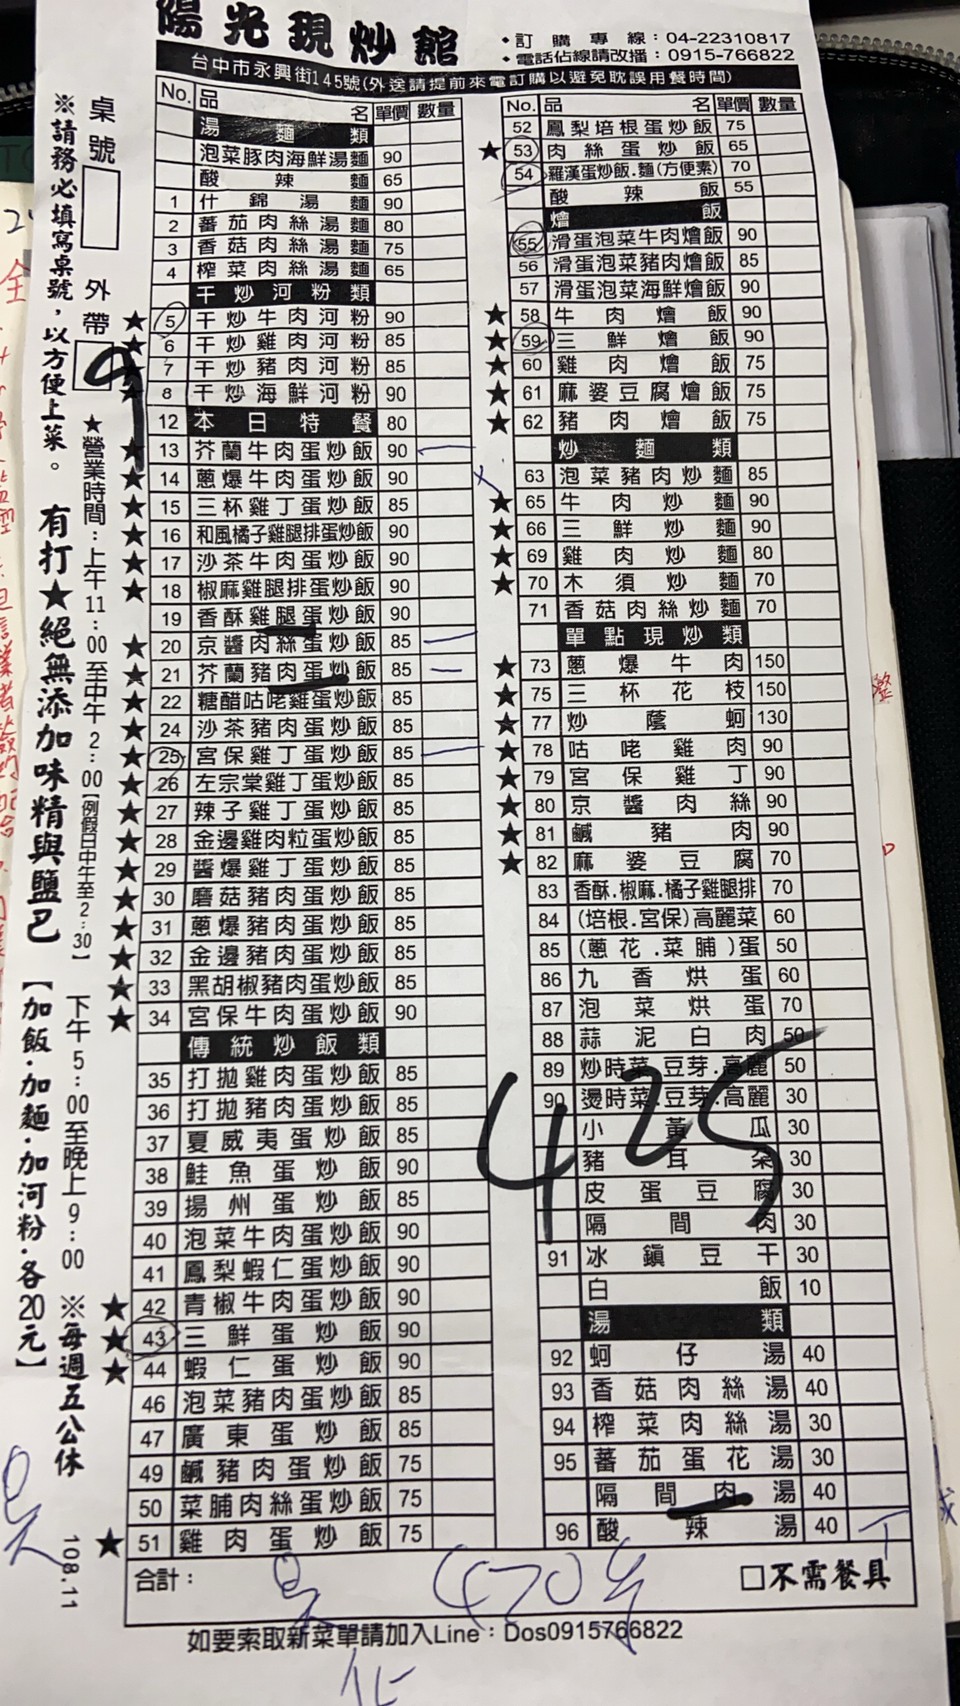 陽光現炒館
・訂購專線：04-22310817
・電話佔線請改播：0915-766822
台中市永興街145號(外送請提前來電訂購以避免耽誤用餐時間)
桌號
外帶
※請務必填寫桌號，以方便上菜。
★營業時間：上午11：00至中午2：00【例假日中午至2：30】 下午5：00至晚上9：00 ※每週五公休
有打★絕無添加味精與鹽己【加飯.加麵.加河粉.各20元】
108.11
No. 品名 單價 數量
湯麵類
泡菜豚肉海鮮湯麵 90
酸辣麵 65
1 什錦湯麵 90
2 蕃茄肉絲湯麵 80
3 香菇肉絲湯麵 75
4 榨菜肉絲湯麵 65
干炒河粉類
★ 5 干炒牛肉河粉 90
★ 6 干炒雞肉河粉 85
★ 7 干炒豬肉河粉 85
★ 8 干炒海鮮河粉 90
12 本日特餐 80
★ 13 芥蘭牛肉蛋炒飯 90 一
★ 14 蔥爆牛肉蛋炒飯 90
★ 15 三杯雞丁蛋炒飯 85
★ 16 和風橘子雞腿排蛋炒飯 90
★ 17 沙茶牛肉蛋炒飯 90
★ 18 椒麻雞腿排蛋炒飯 90
19 香酥雞腿蛋炒飯 90
★ 20 京醬肉絲蛋炒飯 85 一
★ 21 芥蘭豬肉蛋炒飯 85 一
★ 22 糖醋咕咾雞蛋炒飯 85
★ 24 沙茶豬肉蛋炒飯 85
★ 25 宮保雞丁蛋炒飯 85 一
★ 26 左宗棠雞丁蛋炒飯 85
★ 27 辣子雞丁蛋炒飯 85
★ 28 金邊雞肉粒蛋炒飯 85
★ 29 醬爆雞丁蛋炒飯 85
★ 30 磨菇豬肉蛋炒飯 85
★ 31 蔥爆豬肉蛋炒飯 85
★ 32 金邊豬肉蛋炒飯 85
★ 33 黑胡椒豬肉蛋炒飯 85
★ 34 宮保牛肉蛋炒飯 90
傳統炒飯類
35 打拋雞肉蛋炒飯 85
36 打拋豬肉蛋炒飯 85
37 夏威夷蛋炒飯 85
38 鮭魚蛋炒飯 90
39 揚州蛋炒飯 85
40 泡菜牛肉蛋炒飯 90
41 鳳梨蝦仁蛋炒飯 90
★ 42 青椒牛肉蛋炒飯 90
★ 43 三鮮蛋炒飯 90
★ 44 蝦仁蛋炒飯 90
46 泡菜豬肉蛋炒飯 85
47 廣東蛋炒飯 85
49 鹹豬肉蛋炒飯 75
50 菜脯肉絲蛋炒飯 75
★ 51 雞肉蛋炒飯 75
No. 品名 單價 數量
52 鳳梨培根蛋炒飯 75
★ 53 肉絲蛋炒飯 65
54 羅漢蛋炒飯.麵(方便素) 70
酸辣飯 55
燴飯
55 滑蛋泡菜牛肉燴飯 90
56 滑蛋泡菜豬肉燴飯 85
57 滑蛋泡菜海鮮燴飯 90
★ 58 牛肉燴飯 90
★ 59 三鮮燴飯 90
★ 60 雞肉燴飯 75
★ 61 麻婆豆腐燴飯 75
★ 62 豬肉燴飯 75
炒麵類
63 泡菜豬肉炒麵 85
★ 65 牛肉炒麵 90
★ 66 三鮮炒麵 90
★ 69 雞肉炒麵 80
★ 70 木須炒麵 70
71 香菇肉絲炒麵 70
單點現炒類
★ 73 蔥爆牛肉 150
★ 75 三杯花枝 150
★ 77 炒蔭蚵 130
★ 78 咕咾雞肉 90
★ 79 宮保雞丁 90
★ 80 京醬肉絲 90
★ 81 鹹豬肉 90
★ 82 麻婆豆腐 70
83 香酥.椒麻.橘子雞腿排 70
84 (培根.宮保)高麗菜 60
85 (蔥花.菜脯)蛋 50
86 九香烘蛋 60
87 泡菜烘蛋 70
88 蒜泥白肉 50
89 炒時菜.豆芽.高麗 50
90 燙時菜.豆芽.高麗 30
小黃瓜 30
豬耳朵 30
皮蛋豆腐 30
隔間肉 30
91 冰鎮豆干 30
白飯 10
425
湯類
92 蚵仔湯 40
93 香菇肉絲湯 40
94 榨菜肉絲湯 30
95 蕃茄蛋花湯 30
隔間肉湯 40
96 酸辣湯 40
合計：
470
□不需餐具
如要索取新菜單請加入Line：Dos0915766822